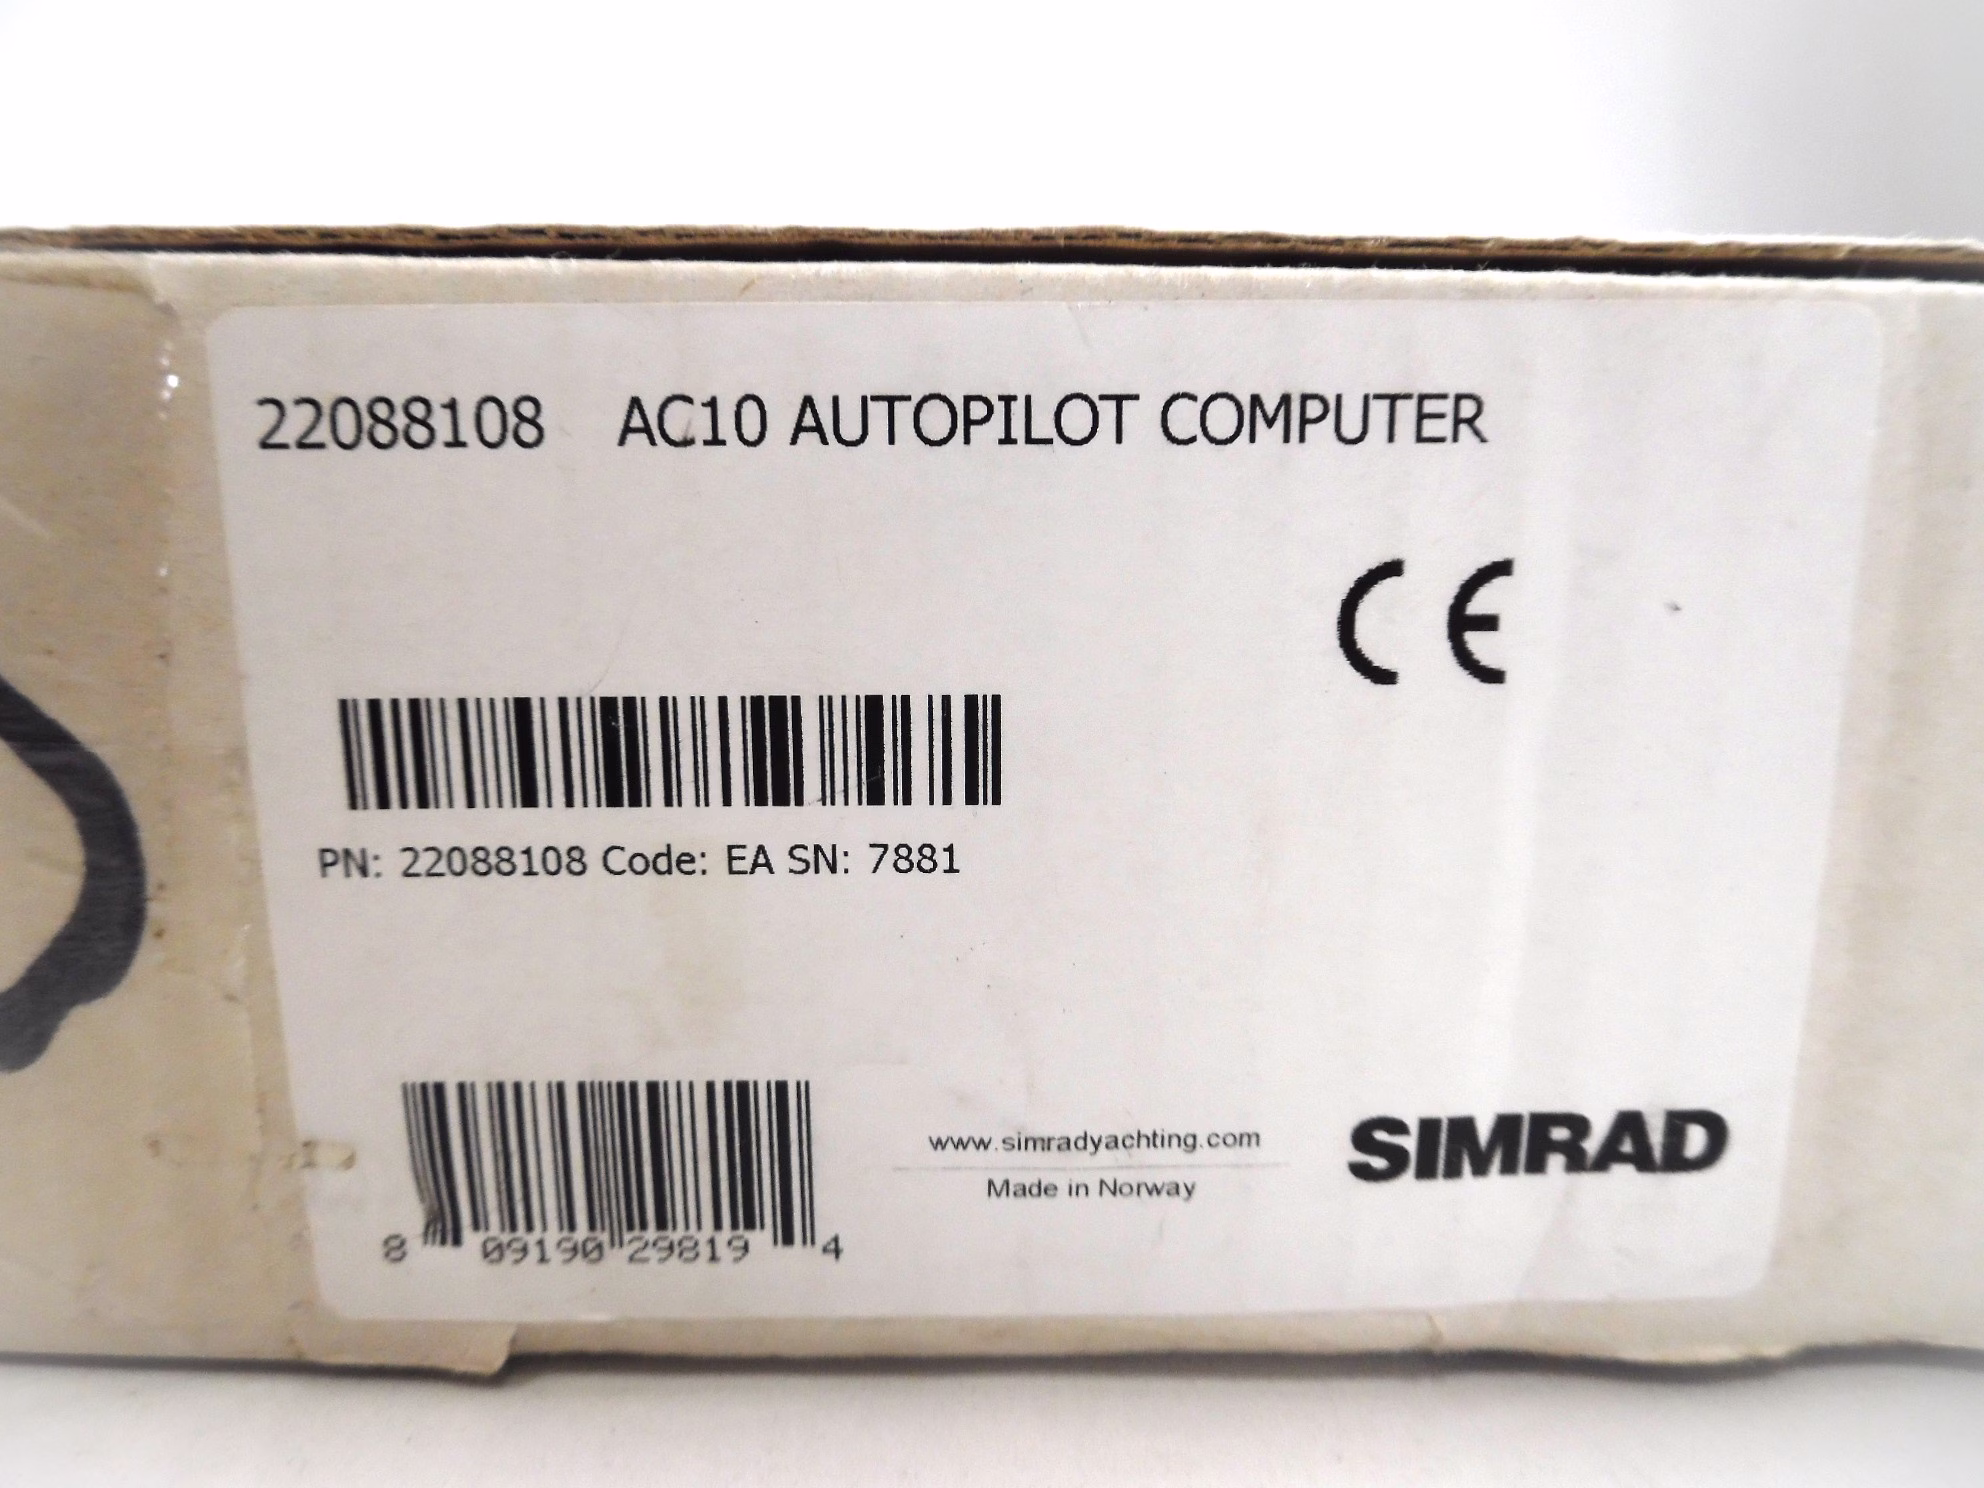 22088108 AC10 AUTOPILOT COMPUTER
CE
PN: 22088108 Code: EA SN: 7881
8 09190 29819 4
www.simradyachting.com
Made in Norway
SIMRAD